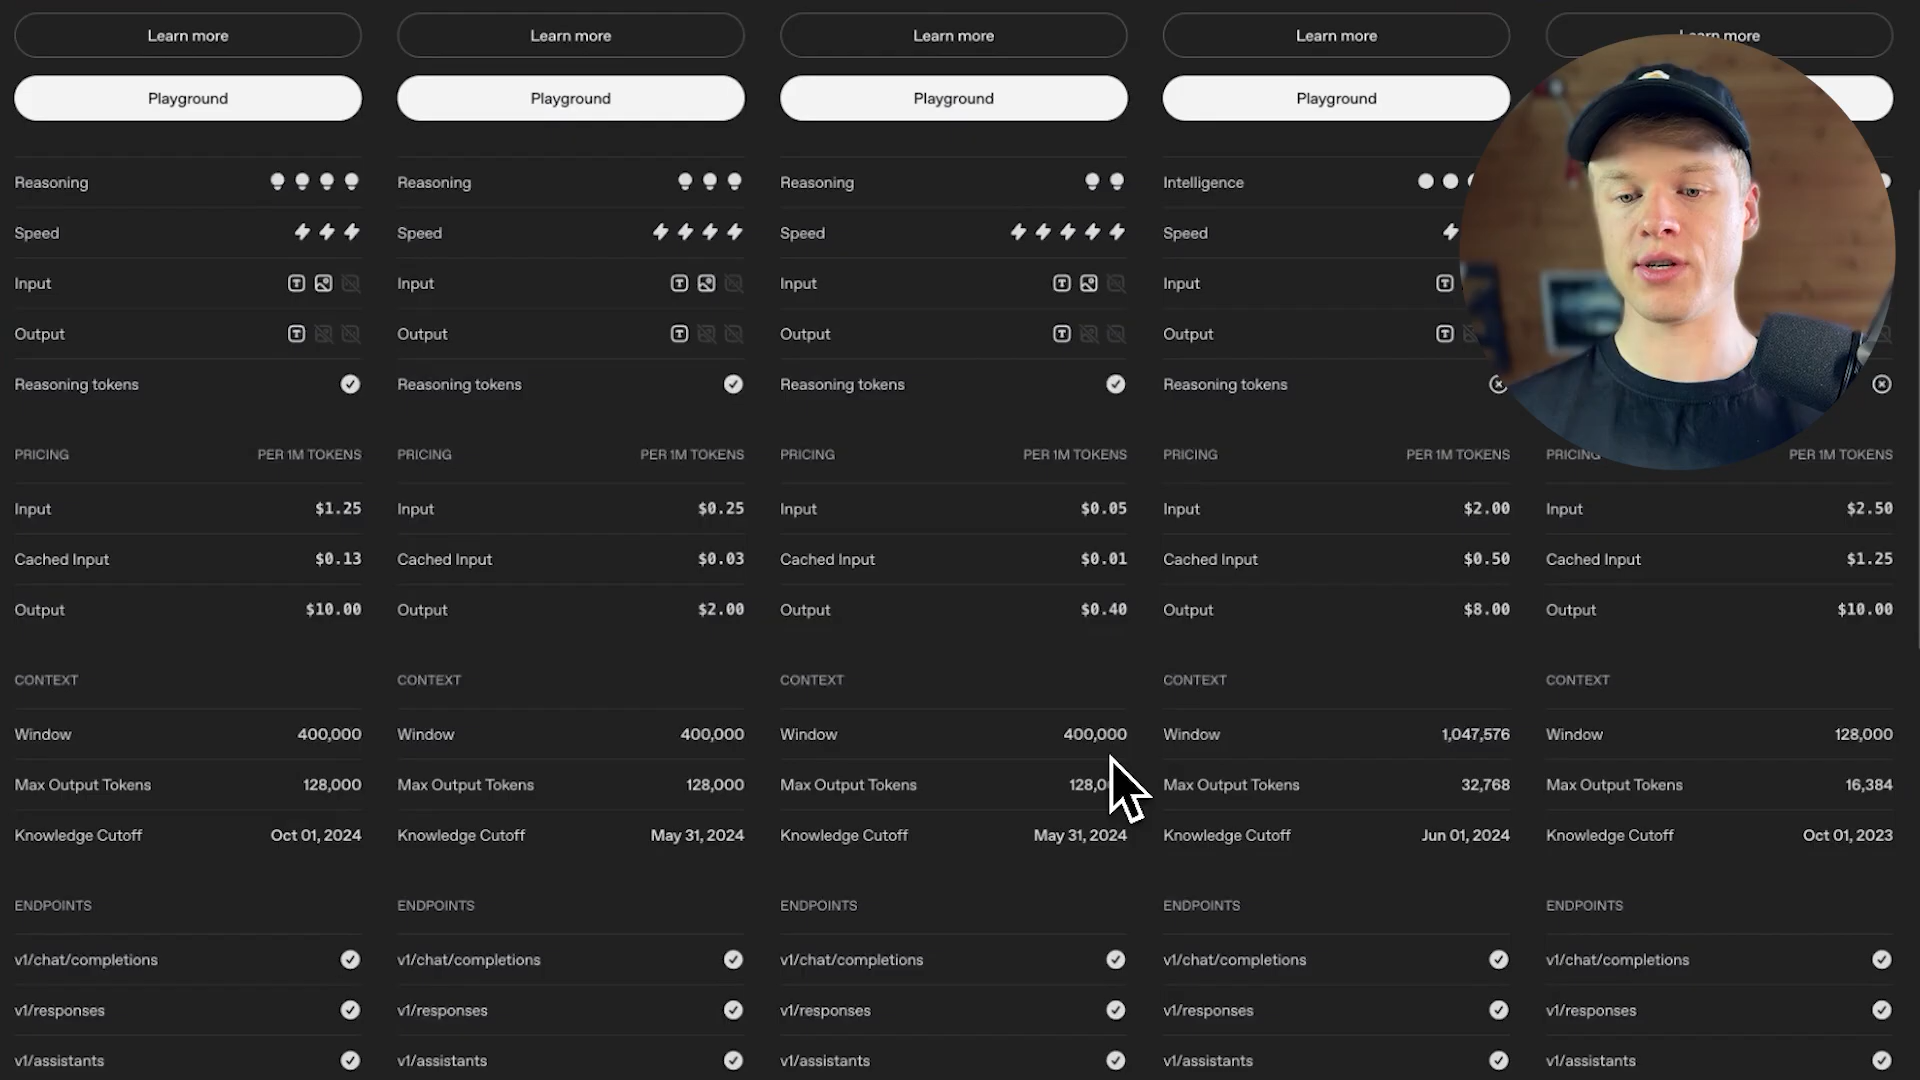 Learn more Learn more Learn more Learn more more
Playground Playground Playground Playground
Reasoning Reasoning Reasoning Intelligence
Speed Speed Speed Speed
Input Input Input Input
Output Output Output Output
Reasoning tokens Reasoning tokens Reasoning tokens Reasoning tokens
PRICING PER 1M TOKENS PRICING PER 1M TOKENS PRICING PER 1M TOKENS PRICING PER 1M TOKENS PRICING PER 1M TOKENS
Input $1.25 Input $0.25 Input $0.05 Input $2.00 Input $2.50
Cached Input $0.13 Cached Input $0.03 Cached Input $0.01 Cached Input $0.50 Cached Input $1.25
Output $10.00 Output $2.00 Output $0.40 Output $8.00 Output $10.00
CONTEXT CONTEXT CONTEXT CONTEXT CONTEXT
Window 400,000 Window 400,000 Window 400,000 Window 1,047,576 Window 128,000
Max Output Tokens 128,000 Max Output Tokens 128,000 Max Output Tokens Max Output Tokens 32,768 Max Output Tokens 16,384
Knowledge Cutoff Oct 01, 2024 Knowledge Cutoff May 31, 2024 Knowledge Cutoff May 31, 2024 Knowledge Cutoff Jun 01, 2024 Knowledge Cutoff Oct 01, 2023
ENDPOINTS ENDPOINTS ENDPOINTS ENDPOINTS ENDPOINTS
v1/chat/completions v1/chat/completions v1/chat/completions v1/chat/completions v1/chat/completions
v1/responses v1/responses v1/responses v1/responses v1/responses
v1/assistants v1/assistants v1/assistants v1/assistants v1/assistants